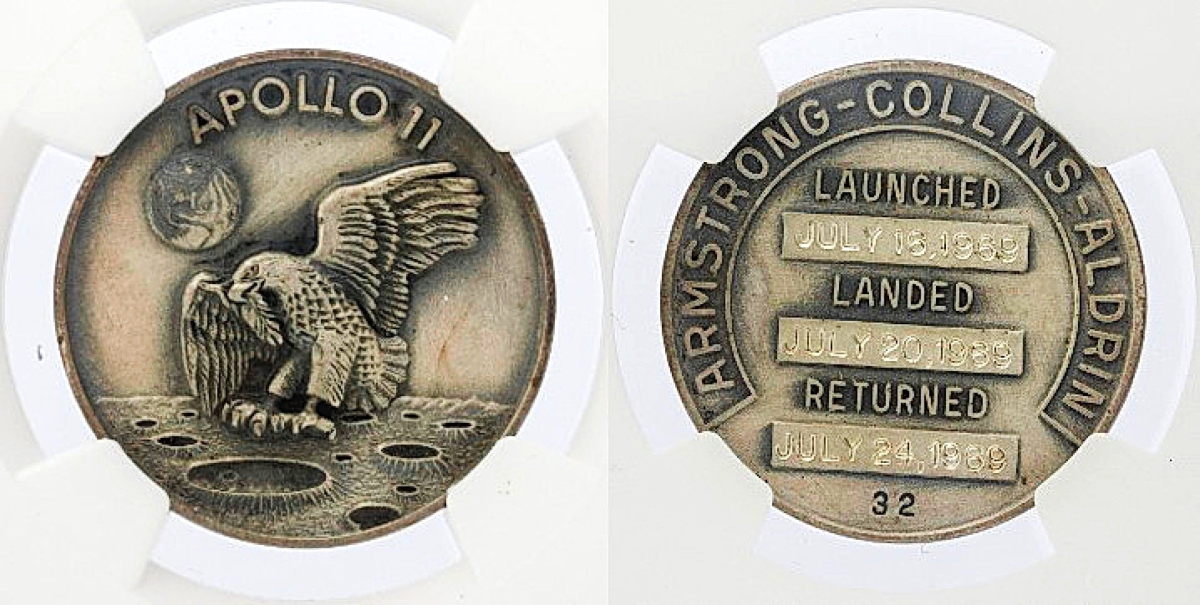 APOLLO 11
ARMSTRONG-COLLINS-ALDRIN
LAUNCHED
JULY 16,1969
LANDED
JULY 20,1969
RETURNED
JULY 24,1969
32